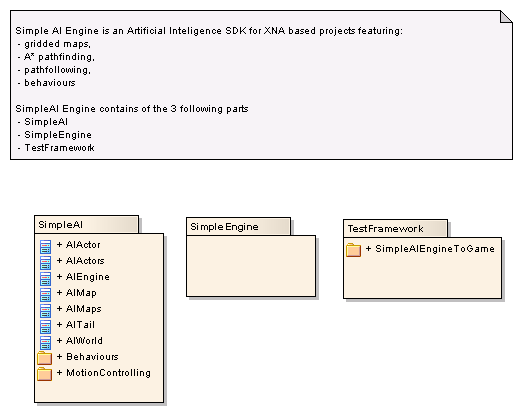 Simple AI Engine is an Artificial Inteligence SDK for XNA based projects featuring:
- gridded maps,
- A* pathfinding,
- pathfollowing,
- behaviours
SimpleAI Engine contains of the 3 following parts
- SimpleAI
- SimpleEngine
- TestFramework
SimpleAI
+ AIActor
+ AIActors
+ AIEngine
+ AIMap
+ AIMaps
+ AITail
+ AIWorld
+ Behaviours
+ MotionControlling
SimpleEngine
TestFramework
+ SimpleAIEngineToGame